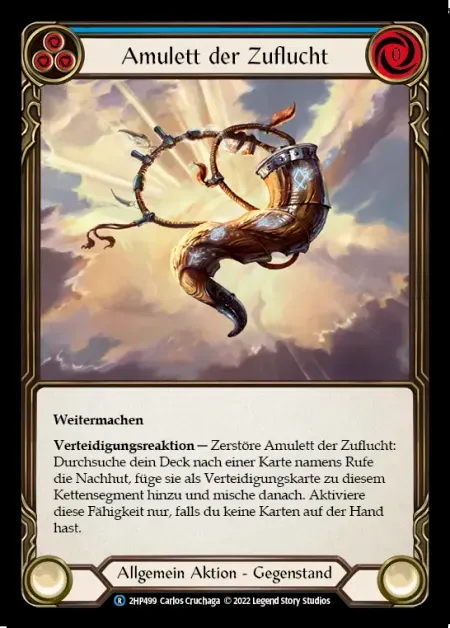 Amulett der Zuflucht
0
Weitermachen
Verteidigungsreaktion — Zerstöre Amulett der Zuflucht:
Durchsuche dein Deck nach einer Karte namens Rufe
die Nachhut, füge sie als Verteidigungskarte zu diesem
Kettensegment hinzu und mische danach. Aktiviere
diese Fähigkeit nur, falls du keine Karten auf der Hand
hast.
Allgemein Aktion - Gegenstand
R 2HP499 Carlos Cruchaga © 2022 Legend Story Studios